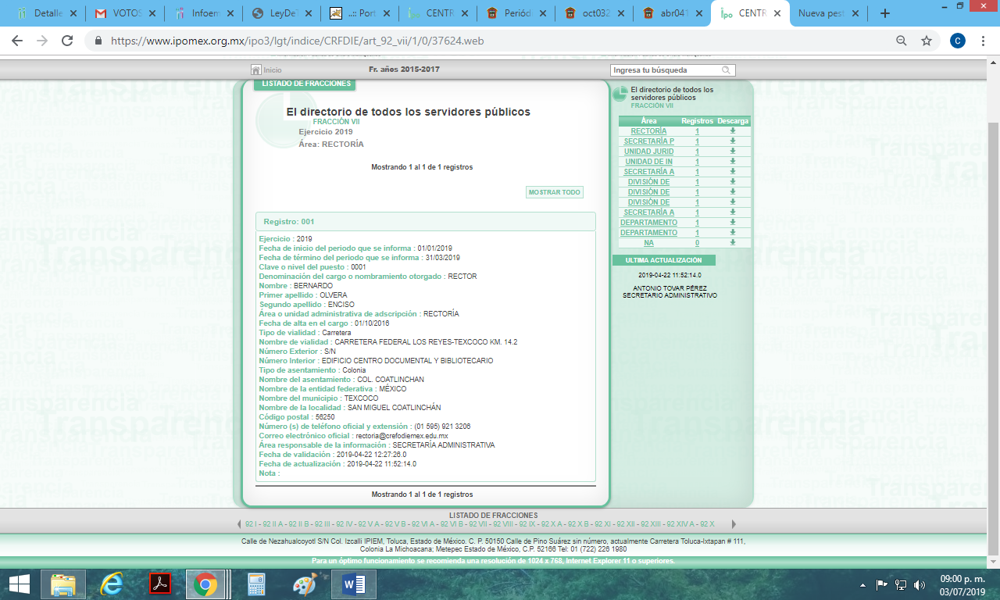 Detalle
VOTOS
Infoem
LeyDeT
..:: Port
CENTR
Periód
oct032
abr041
CENTR
Nueva pest
https://www.ipomex.org.mx/ipo3/lgt/indice/CRFDIE/art_92_vii/1/0/37624.web
C
Inicio
Fr. años 2015-2017
Ingresa tu búsqueda
LISTADO DE FRACCIONES
El directorio de todos los servidores públicos
FRACCIÓN VII
Ejercicio 2019
Área: RECTORÍA
Mostrando 1 al 1 de 1 registros
MOSTRAR TODO
Registro: 001
Ejercicio : 2019
Fecha de inicio del periodo que se informa : 01/01/2019
Fecha de término del periodo que se informa : 31/03/2019
Clave o nivel del puesto : 0001
Denominación del cargo o nombramiento otorgado : RECTOR
Nombre : BERNARDO
Primer apellido : OLVERA
Segundo apellido : ENCISO
Área o unidad administrativa de adscripción : RECTORÍA
Fecha de alta en el cargo : 01/10/2016
Tipo de vialidad : Carretera
Nombre de vialidad : CARRETERA FEDERAL LOS REYES-TEXCOCO KM. 14.2
Número Exterior : S/N
Número Interior : EDIFICIO CENTRO DOCUMENTAL Y BIBLIOTECARIO
Tipo de asentamiento : Colonia
Nombre del asentamiento : COL. COATLINCHAN
Nombre de la entidad federativa : MÉXICO
Nombre del municipio : TEXCOCO
Nombre de la localidad : SAN MIGUEL COATLINCHÁN
Código postal : 56250
Número (s) de teléfono oficial y extensión : (01 595) 921 3206
Correo electrónico oficial : rectoria@crefodiemex.edu.mx
Área responsable de la información : SECRETARÍA ADMINISTRATIVA
Fecha de validación : 2019-04-22 12:27:26.0
Fecha de actualización : 2019-04-22 11:52:14.0
Nota :
Mostrando 1 al 1 de 1 registros
El directorio de todos los
servidores públicos
FRACCIÓN VII
Área Registros Descarga
RECTORÍA 1
SECRETARÍA P 1
UNIDAD JURID 1
UNIDAD DE IN 1
SECRETARÍA A 1
DIVISIÓN DE 1
DIVISIÓN DE 1
DIVISIÓN DE 1
SECRETARÍA A 1
DEPARTAMENTO 1
DEPARTAMENTO 1
NA 0
ULTIMA ACTUALIZACIÓN
2019-04-22 11:52:14.0
ANTONIO TOVAR PÉREZ
SECRETARIO ADMINISTRATIVO
LISTADO DE FRACCIONES
92 I - 92 II A - 92 II B - 92 III - 92 IV - 92 V A - 92 V B - 92 VI A - 92 VI B - 92 VII - 92 VIII - 92 IX - 92 X A - 92 X B - 92 XI - 92 XII - 92 XIII - 92 XIV A - 92 X
Calle de Nezahualcoyotl S/N Col. Izcalli IPIEM, Toluca, Estado de México. C. P. 50150 Calle de Pino Suárez sin número, actualmente Carretera Toluca-Ixtapan # 111,
Colonia La Michoacana; Metepec Estado de México, C.P. 52166 Tel: 01 (722) 226 1980
Para un óptimo funcionamiento se recomienda una resolución de 1024 x 768, Internet Explorer 11 o superiores.
09:00 p. m.
03/07/2019